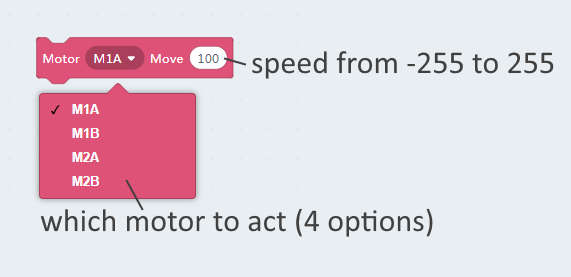 Motor M1A Move 100
speed from -255 to 255
M1A
M1B
M2A
M2B
which motor to act (4 options)